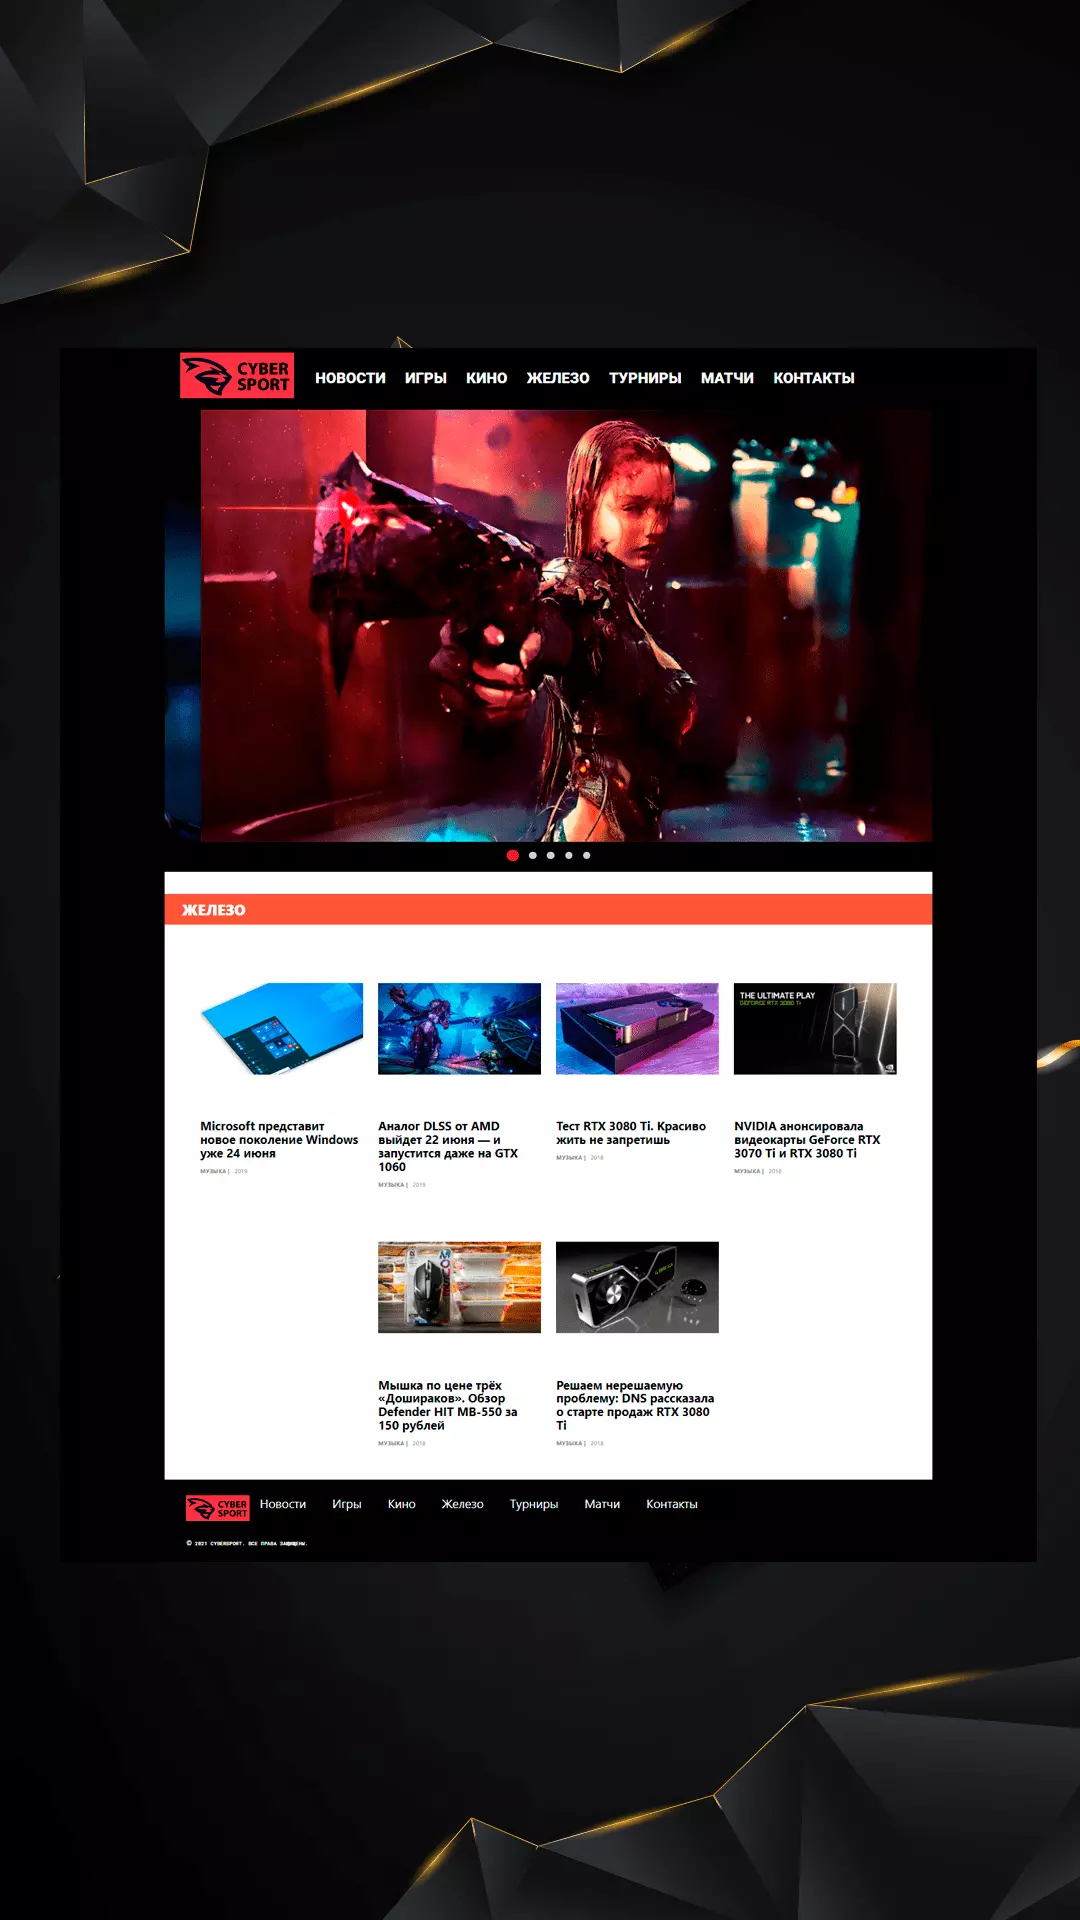 CYBER
SPORT
НОВОСТИ ИГРЫ КИНО ЖЕЛЕЗО ТУРНИРЫ МАТЧИ КОНТАКТЫ
ЖЕЛЕЗО
THE ULTIMATE PLAY
GEFORCE RTX 3080 Ti
Microsoft представит
новое поколение Windows
уже 24 июня
МУЗЫКА | 2019
Аналог DLSS от AMD
выйдет 22 июня — и
запустится даже на GTX
1060
МУЗЫКА | 2019
Тест RTX 3080 Ti. Красиво
жить не запретишь
МУЗЫКА | 2018
NVIDIA анонсировала
видеокарты GeForce RTX
3070 Ti и RTX 3080 Ti
МУЗЫКА | 2018
Мышка по цене трёх
«Дошираков». Обзор
Defender HIT MB-550 за
150 рублей
МУЗЫКА | 2018
Решаем нерешаемую
проблему: DNS рассказала
о старте продаж RTX 3080
Ti
МУЗЫКА | 2018
CYBER
SPORT
Новости Игры Кино Железо Турниры Матчи Контакты
© 2021 CYBERSPORT. ВСЕ ПРАВА ЗАЩИЩЕНЫ.